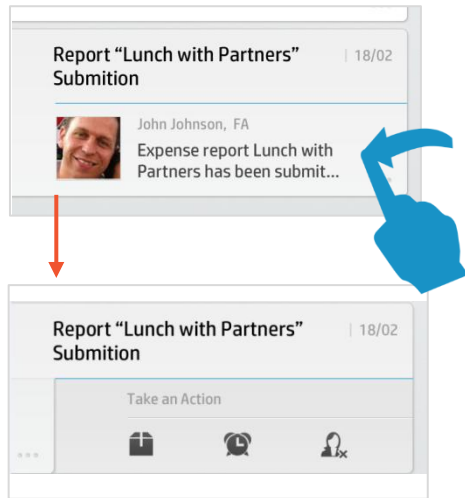 Report “Lunch with Partners”
Submition
| 18/02
John Johnson, FA
Expense report Lunch with
Partners has been submit...
Report “Lunch with Partners”
Submition
| 18/02
Take an Action
...